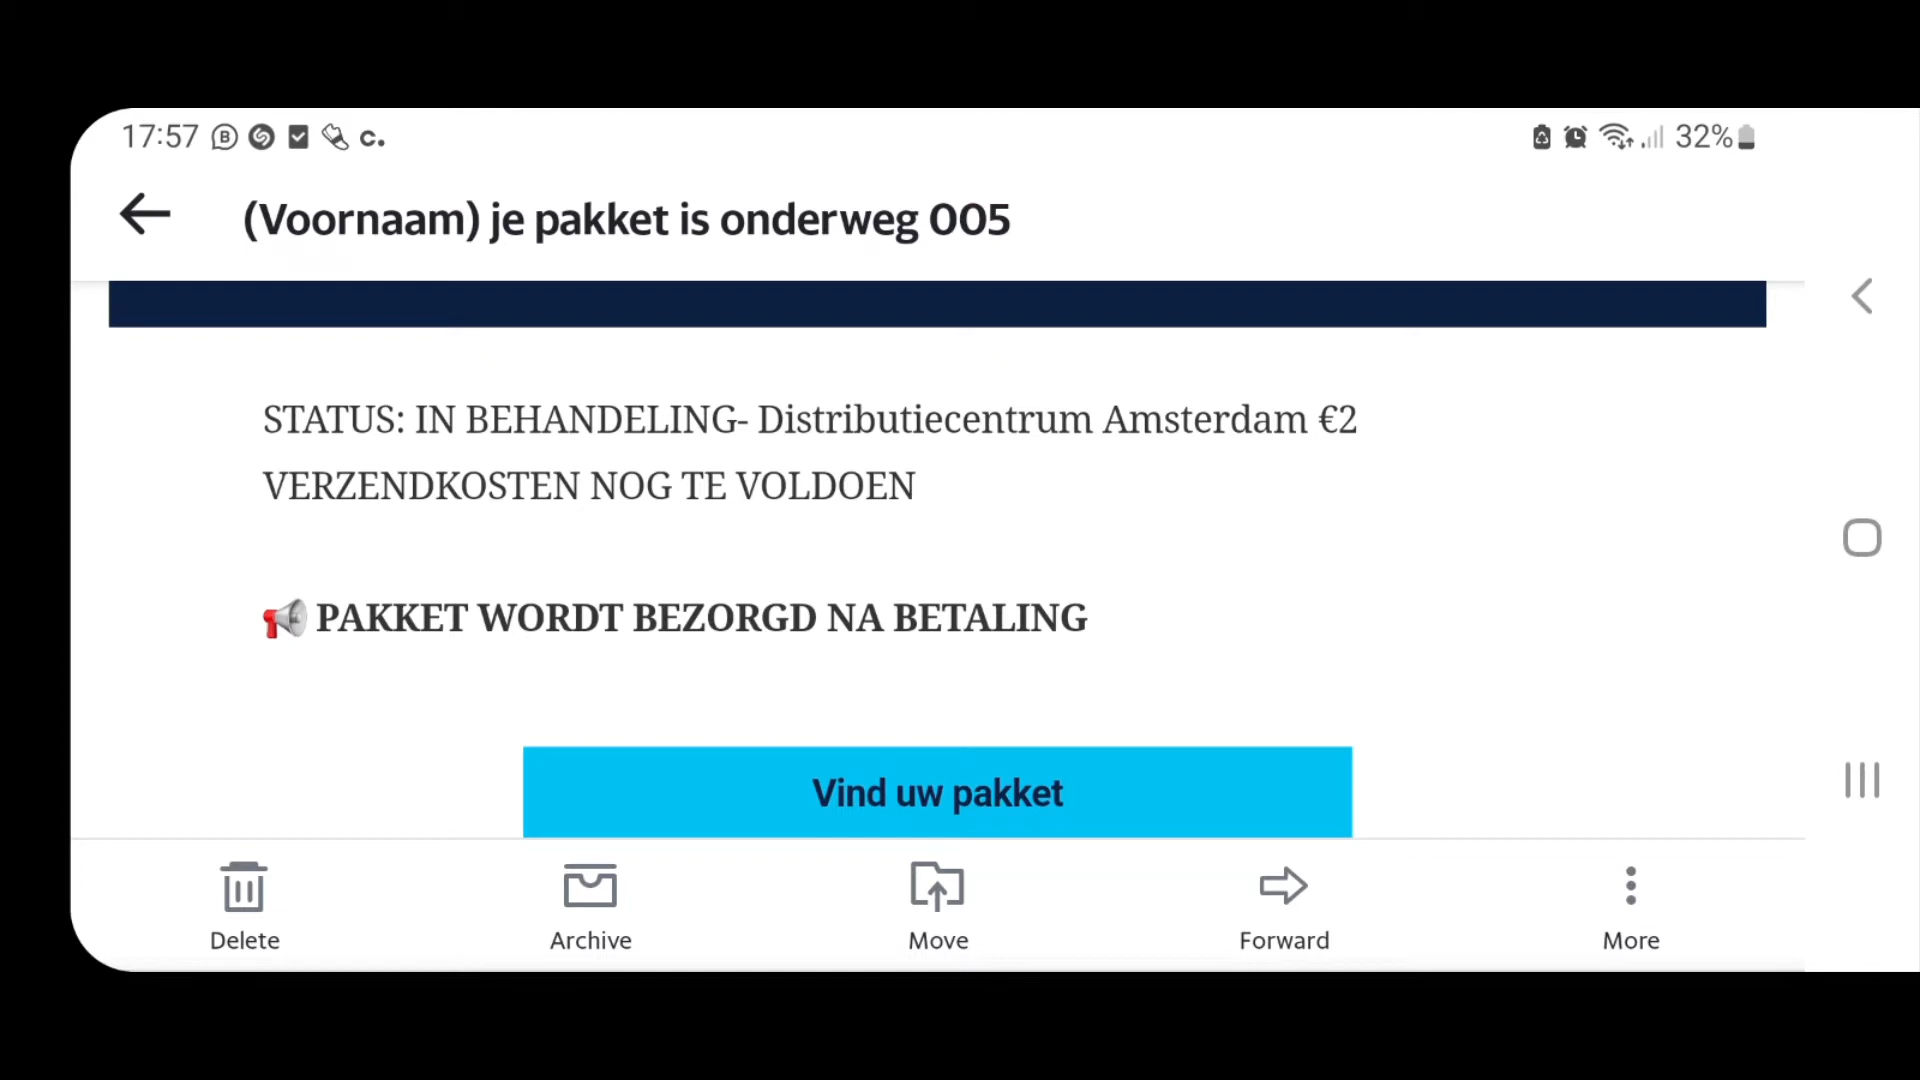 17:57
32%
(Voornaam) je pakket is onderweg 005
STATUS: IN BEHANDELING- Distributiecentrum Amsterdam €2
VERZENDKOSTEN NOG TE VOLDOEN
📢 PAKKET WORDT BEZORGD NA BETALING
Vind uw pakket
Delete Archive Move Forward More